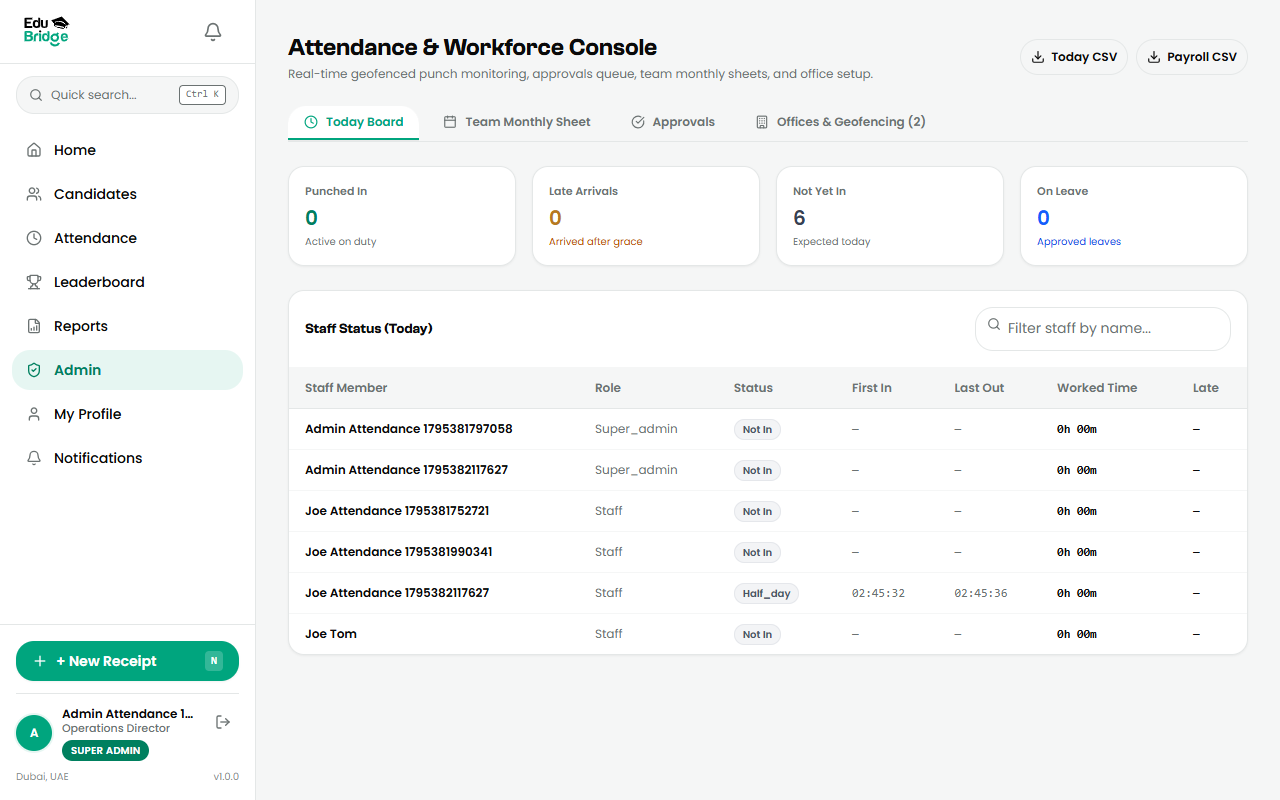 Edu
Bridge
Quick search...
Ctrl K
Home
Candidates
Attendance
Leaderboard
Reports
Admin
My Profile
Notifications
+ New Receipt
N
A
Admin Attendance 1...
Operations Director
SUPER ADMIN
Dubai, UAE
v1.0.0
Attendance & Workforce Console
Real-time geofenced punch monitoring, approvals queue, team monthly sheets, and office setup.
Today CSV
Payroll CSV
Today Board
Team Monthly Sheet
Approvals
Offices & Geofencing (2)
Punched In
0
Active on duty
Late Arrivals
0
Arrived after grace
Not Yet In
6
Expected today
On Leave
0
Approved leaves
Staff Status (Today)
Filter staff by name...
Staff Member Role Status First In Last Out Worked Time Late
Admin Attendance 1795381797058 Super_admin Not In – – 0h 00m –
Admin Attendance 1795382117627 Super_admin Not In – – 0h 00m –
Joe Attendance 1795381752721 Staff Not In – – 0h 00m –
Joe Attendance 1795381990341 Staff Not In – – 0h 00m –
Joe Attendance 1795382117627 Staff Half_day 02:45:32 02:45:36 0h 00m –
Joe Tom Staff Not In – – 0h 00m –